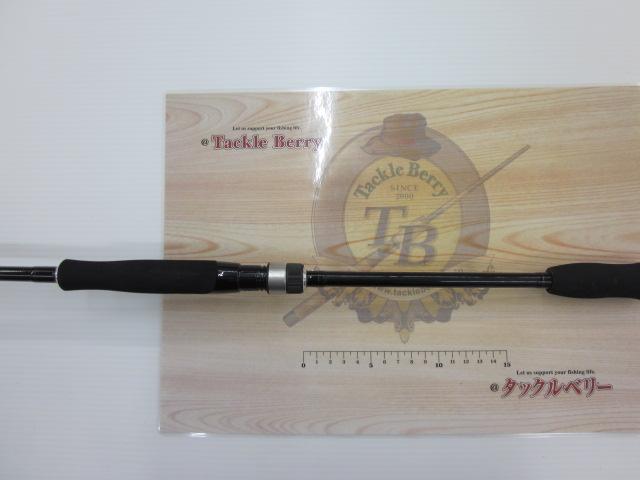 Let us support your fishing life.
@ Tackle Berry
Tackle Berry
SINCE
2000
T&B
www.tackleb
0 1 2 3 4 5 6 7 8 9 10 11 12 13 14 15
Let us support your fishing life.
@ タックルベリー